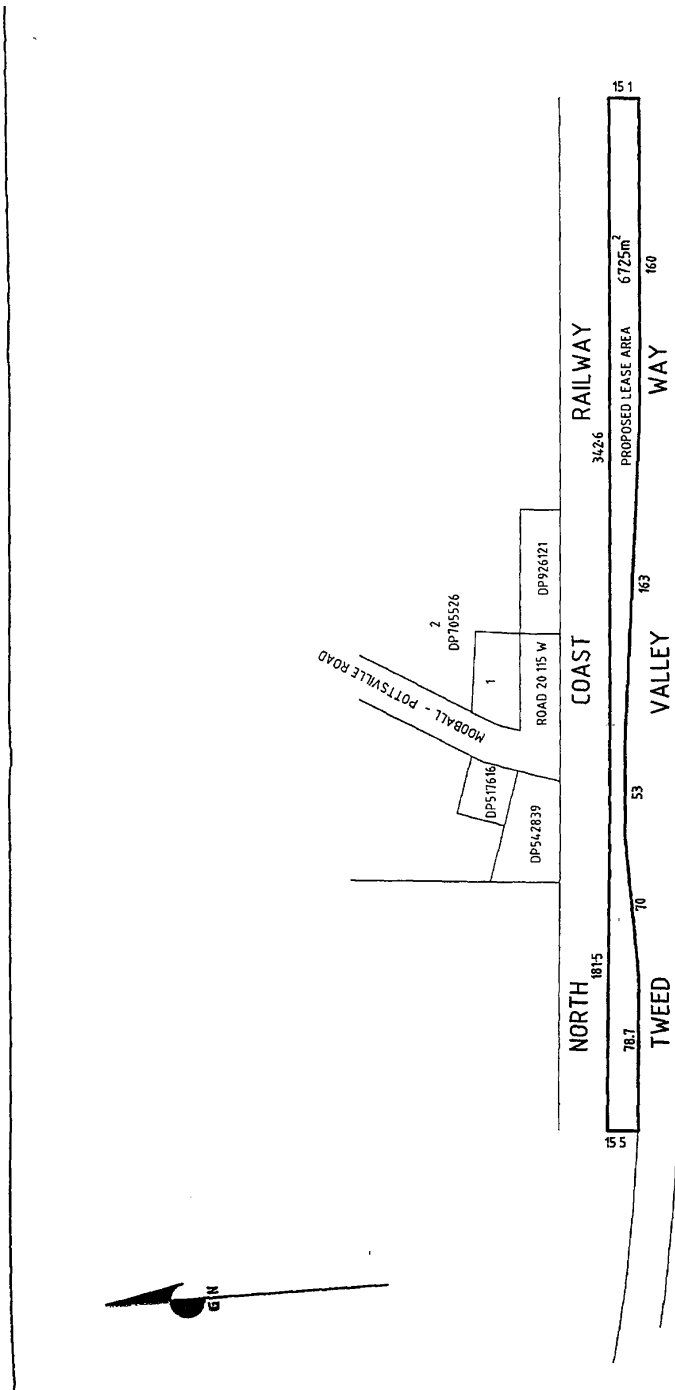 2
DP705526
1
DP926121
ROAD 20 115 W
MOOBALL - POTTSVILLE ROAD
DP517616
DP542839
NORTH COAST RAILWAY
181·5
342·6
15 1
15 5
78.7
70
53
163
160
PROPOSED LEASE AREA 6725m²
TWEED VALLEY WAY
G N